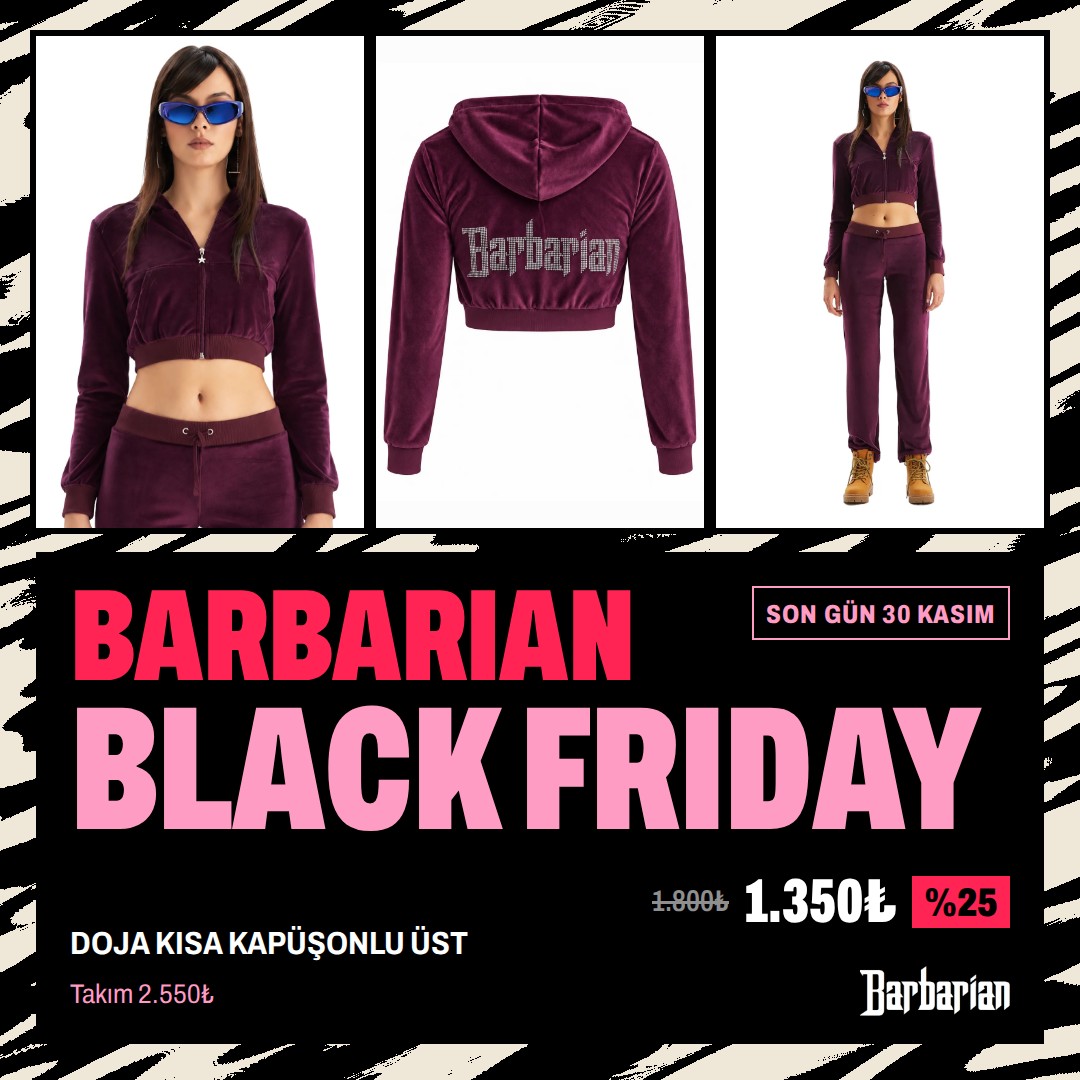 Barbarian
BARBARIAN
SON GÜN 30 KASIM
BLACK FRIDAY
1.800₺ 1.350₺ %25
DOJA KISA KAPÜŞONLU ÜST
Takım 2.550₺
Barbarian